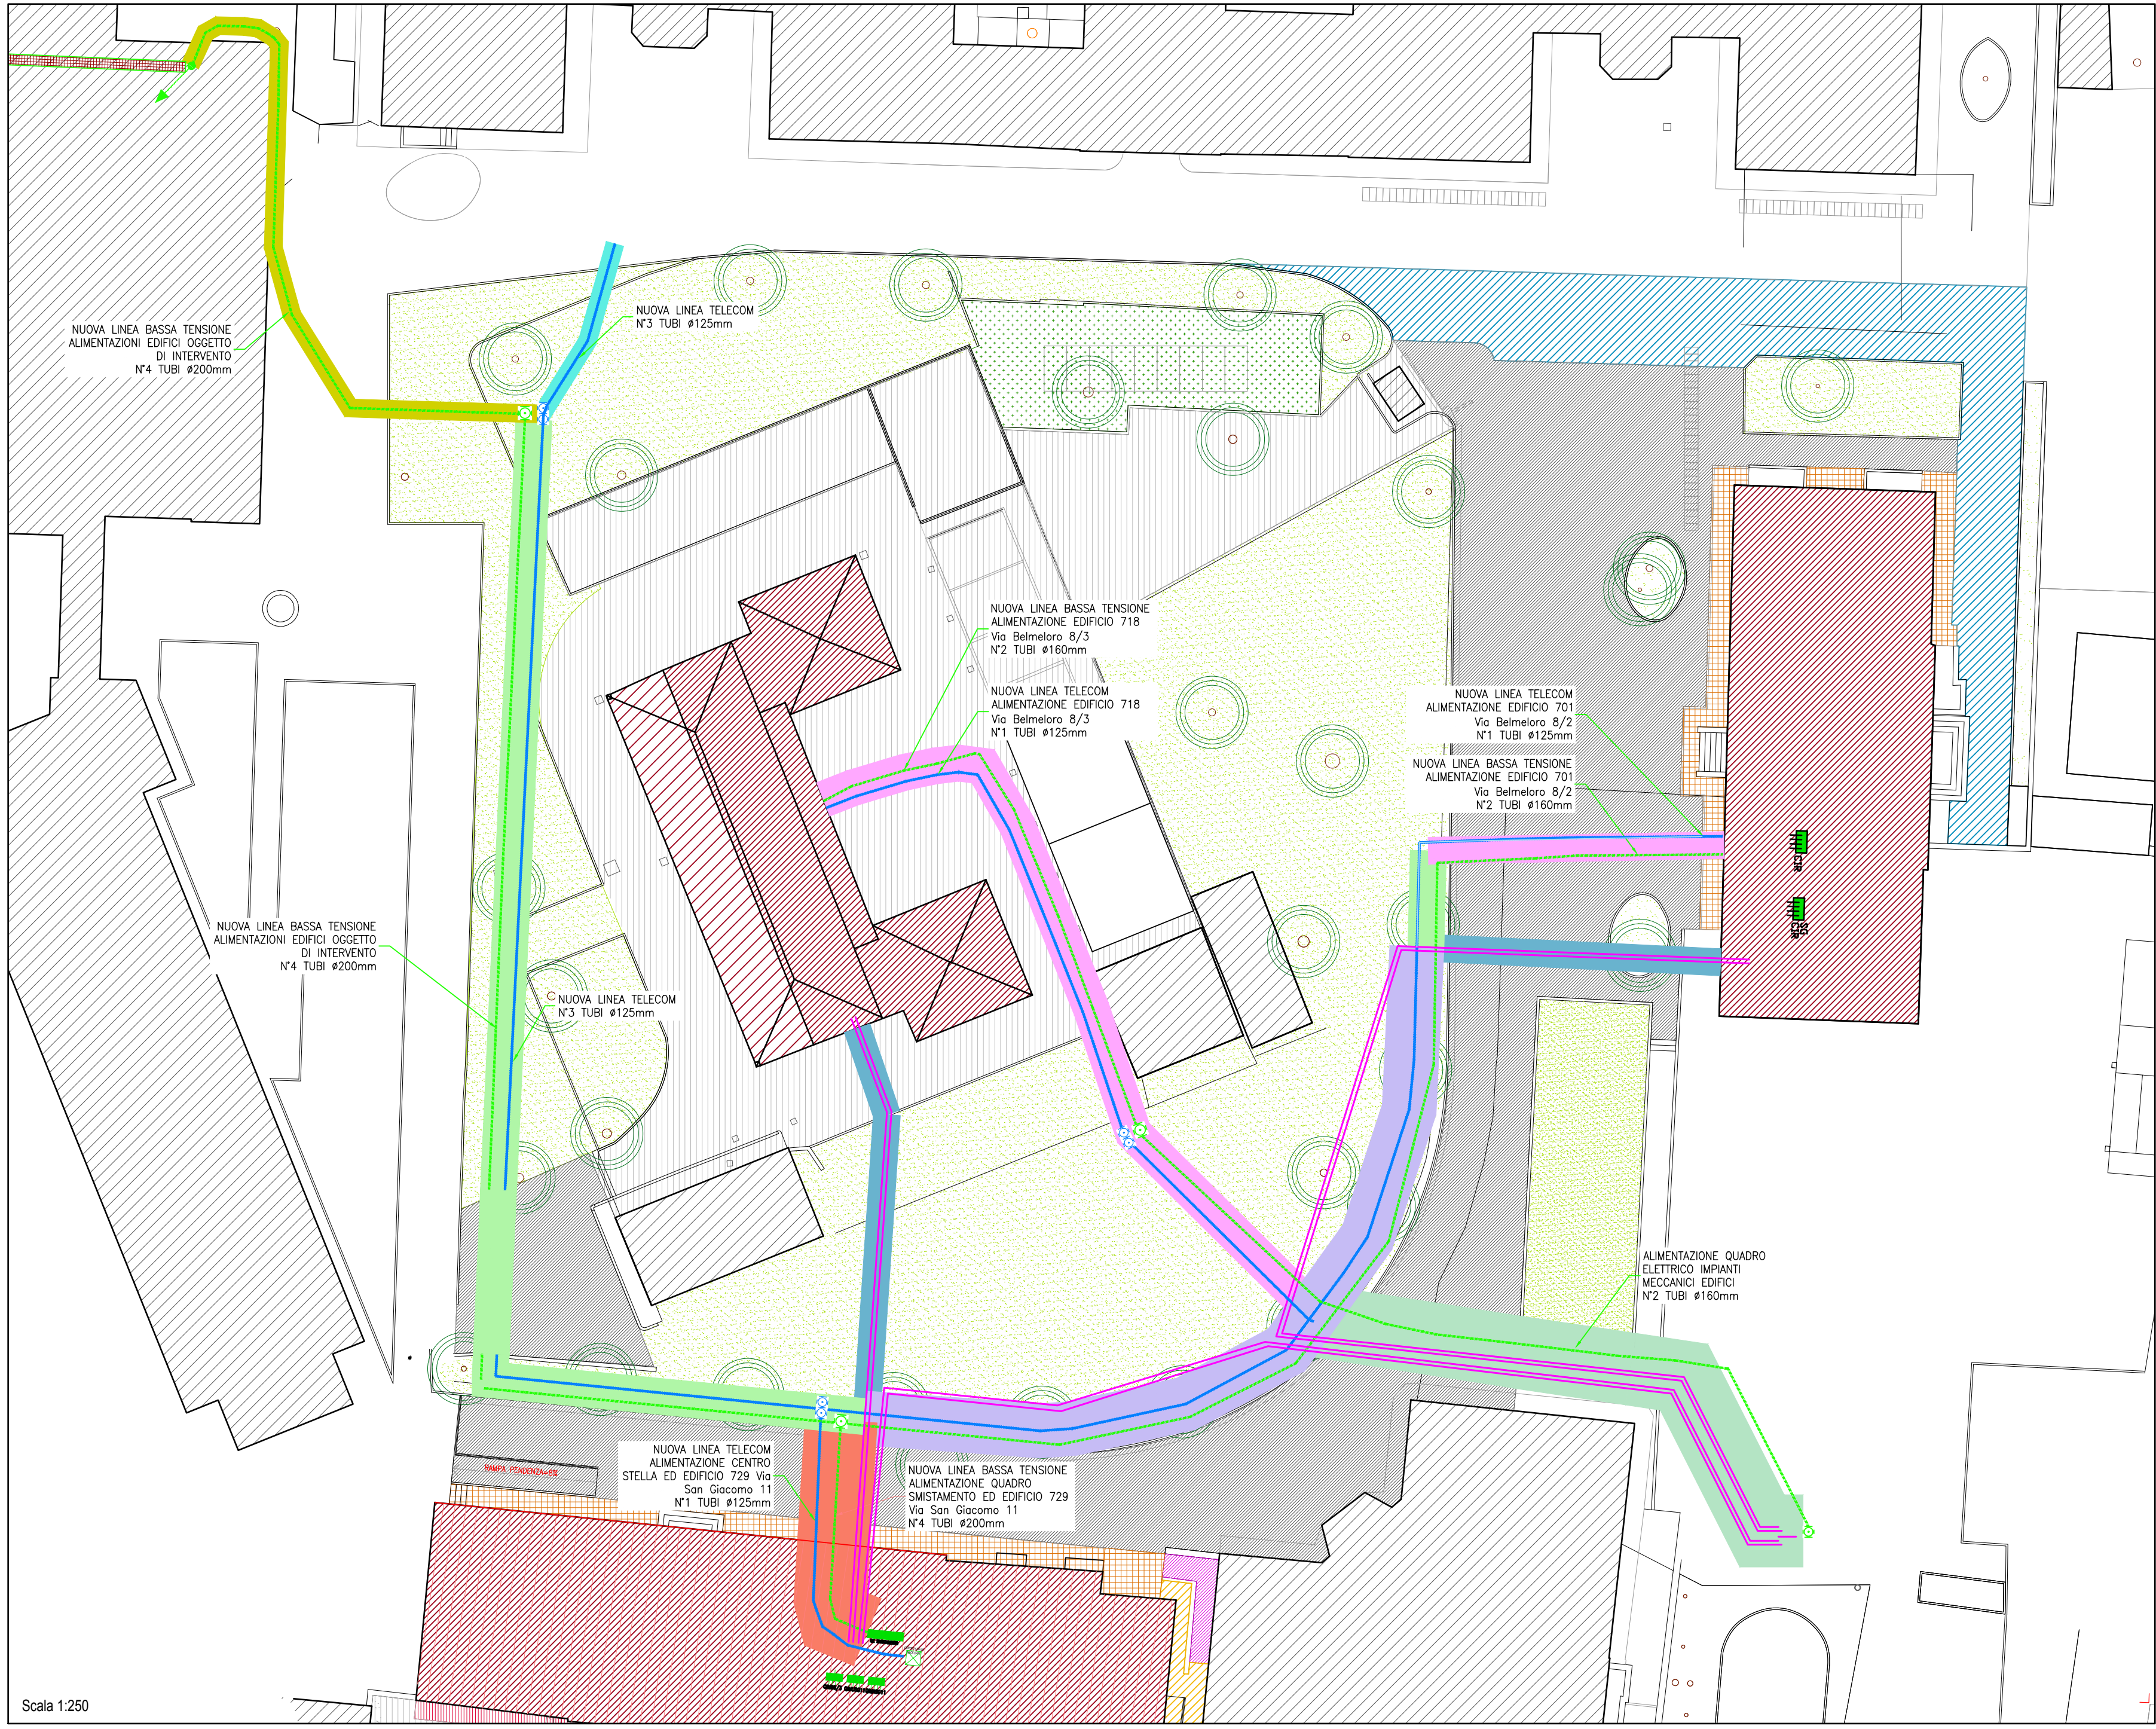 NUOVA LINEA TELECOM
N°3 TUBI ø125mm
NUOVA LINEA BASSA TENSIONE
ALIMENTAZIONI EDIFICI OGGETTO
DI INTERVENTO
N°4 TUBI ø200mm
NUOVA LINEA BASSA TENSIONE
ALIMENTAZIONE EDIFICIO 718
Via Belmeloro 8/3
N°2 TUBI ø160mm
NUOVA LINEA TELECOM
ALIMENTAZIONE EDIFICIO 718
Via Belmeloro 8/3
N°1 TUBI ø125mm
NUOVA LINEA TELECOM
ALIMENTAZIONE EDIFICIO 701
Via Belmeloro 8/2
N°1 TUBI ø125mm
NUOVA LINEA BASSA TENSIONE
ALIMENTAZIONE EDIFICIO 701
Via Belmeloro 8/2
N°2 TUBI ø160mm
CIR
SG
CIR
NUOVA LINEA BASSA TENSIONE
ALIMENTAZIONI EDIFICI OGGETTO
DI INTERVENTO
N°4 TUBI ø200mm
NUOVA LINEA TELECOM
N°3 TUBI ø125mm
ALIMENTAZIONE QUADRO
ELETTRICO IMPIANTI
MECCANICI EDIFICI
N°2 TUBI ø160mm
NUOVA LINEA TELECOM
ALIMENTAZIONE CENTRO
STELLA ED EDIFICIO 729 Via
San Giacomo 11
N°1 TUBI ø125mm
NUOVA LINEA BASSA TENSIONE
ALIMENTAZIONE QUADRO
SMISTAMENTO ED EDIFICIO 729
Via San Giacomo 11
N°4 TUBI ø200mm
RAMPA PENDENZA=8%
Scala 1:250